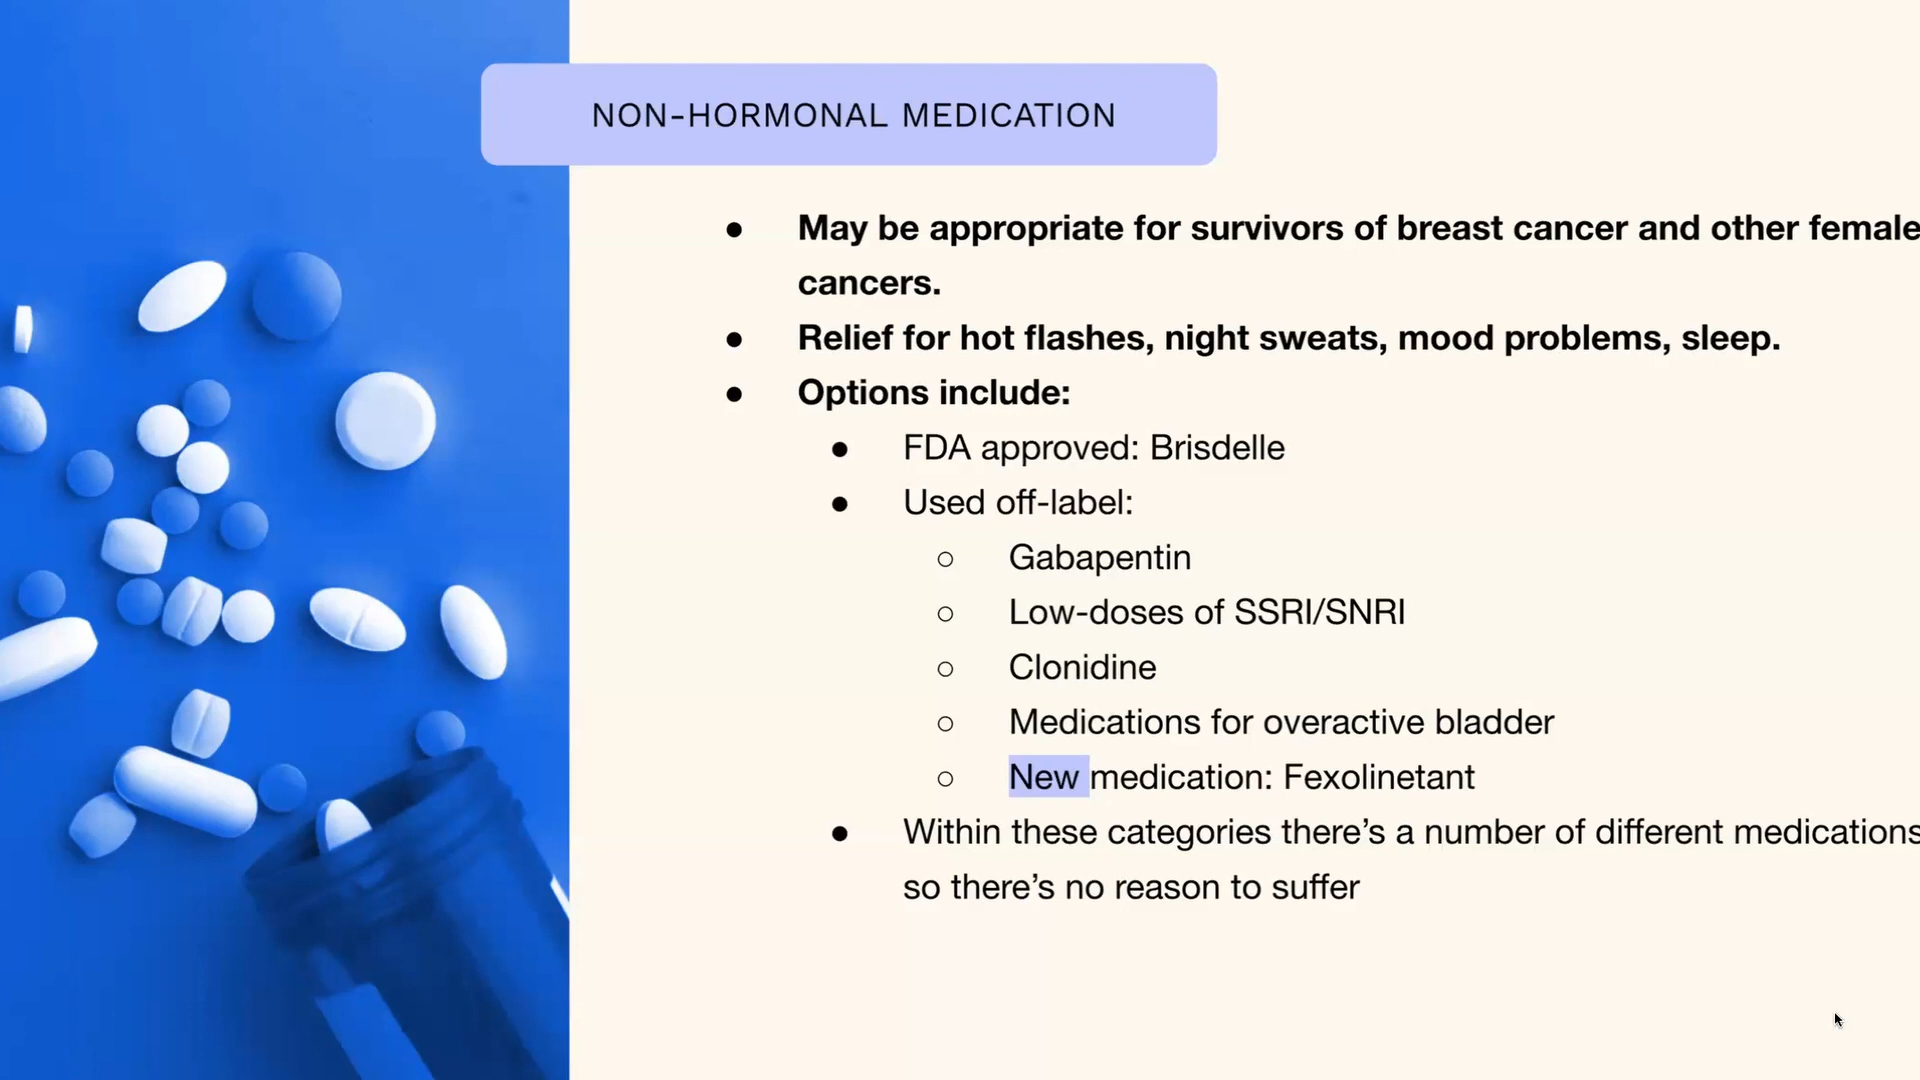 NON-HORMONAL MEDICATION
● May be appropriate for survivors of breast cancer and other female
cancers.
● Relief for hot flashes, night sweats, mood problems, sleep.
● Options include:
● FDA approved: Brisdelle
● Used off-label:
○ Gabapentin
○ Low-doses of SSRI/SNRI
○ Clonidine
○ Medications for overactive bladder
○ New medication: Fexolinetant
● Within these categories there’s a number of different medications
so there’s no reason to suffer